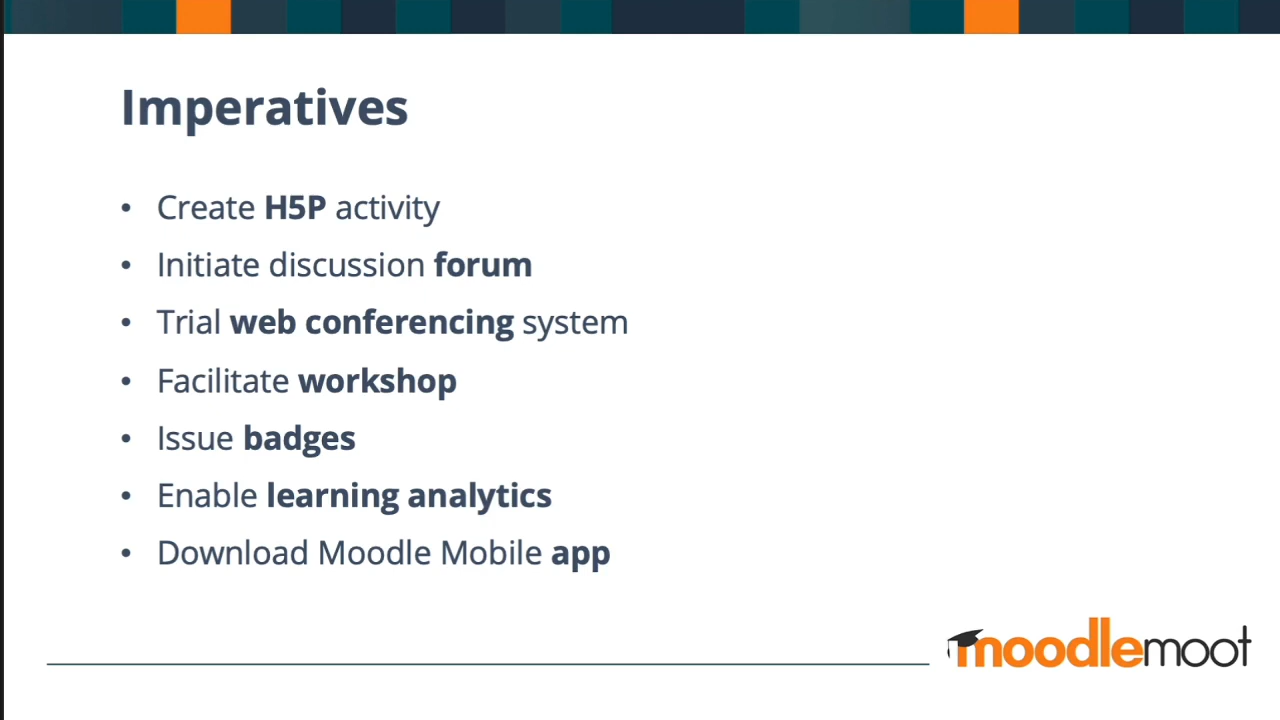 Imperatives
• Create H5P activity
• Initiate discussion forum
• Trial web conferencing system
• Facilitate workshop
• Issue badges
• Enable learning analytics
• Download Moodle Mobile app
moodlemoot